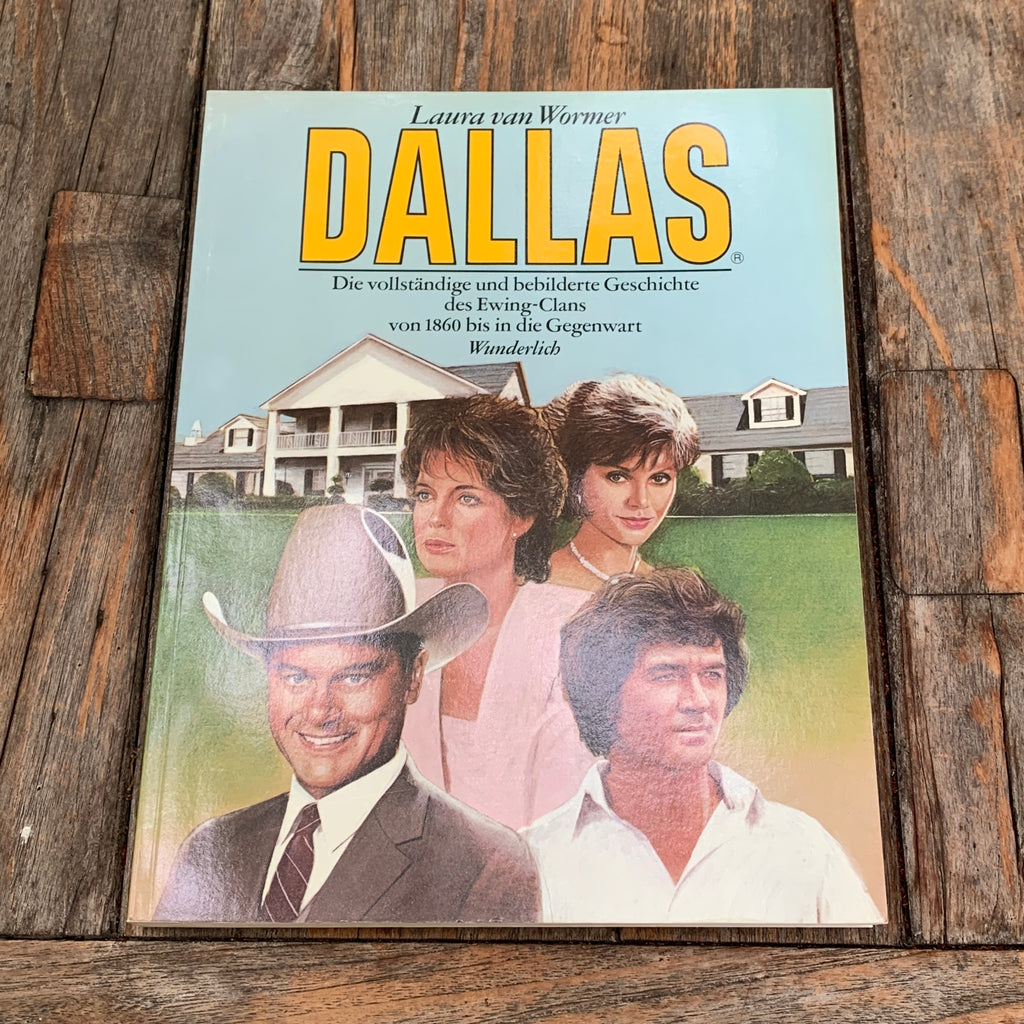 Laura van Wormer
DALLAS®
Die vollständige und bebilderte Geschichte
des Ewing-Clans
von 1860 bis in die Gegenwart
Wunderlich